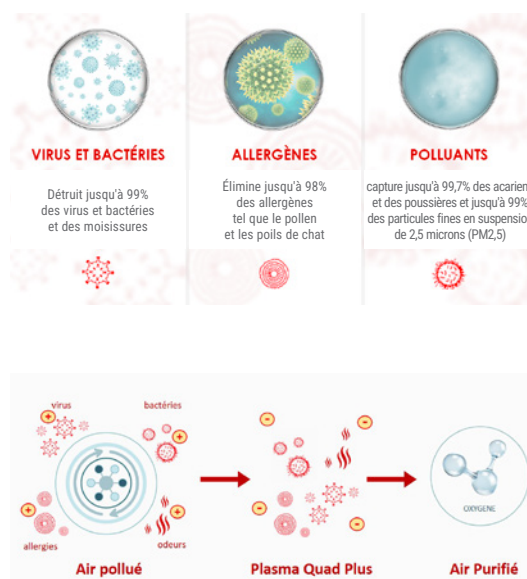 VIRUS ET BACTÉRIES
Détruit jusqu'à 99%
des virus et bactéries
et des moisissures
ALLERGÈNES
Élimine jusqu'à 98%
des allergènes
tel que le pollen
et les poils de chat
POLLUANTS
capture jusqu'à 99,7% des acarien
et des poussières et jusqu'à 99%
des particules fines en suspension
de 2,5 microns (PM2,5)
virus
bactéries
allergies
odeurs
Air pollué
Plasma Quad Plus
OXYGENE
Air Purifié